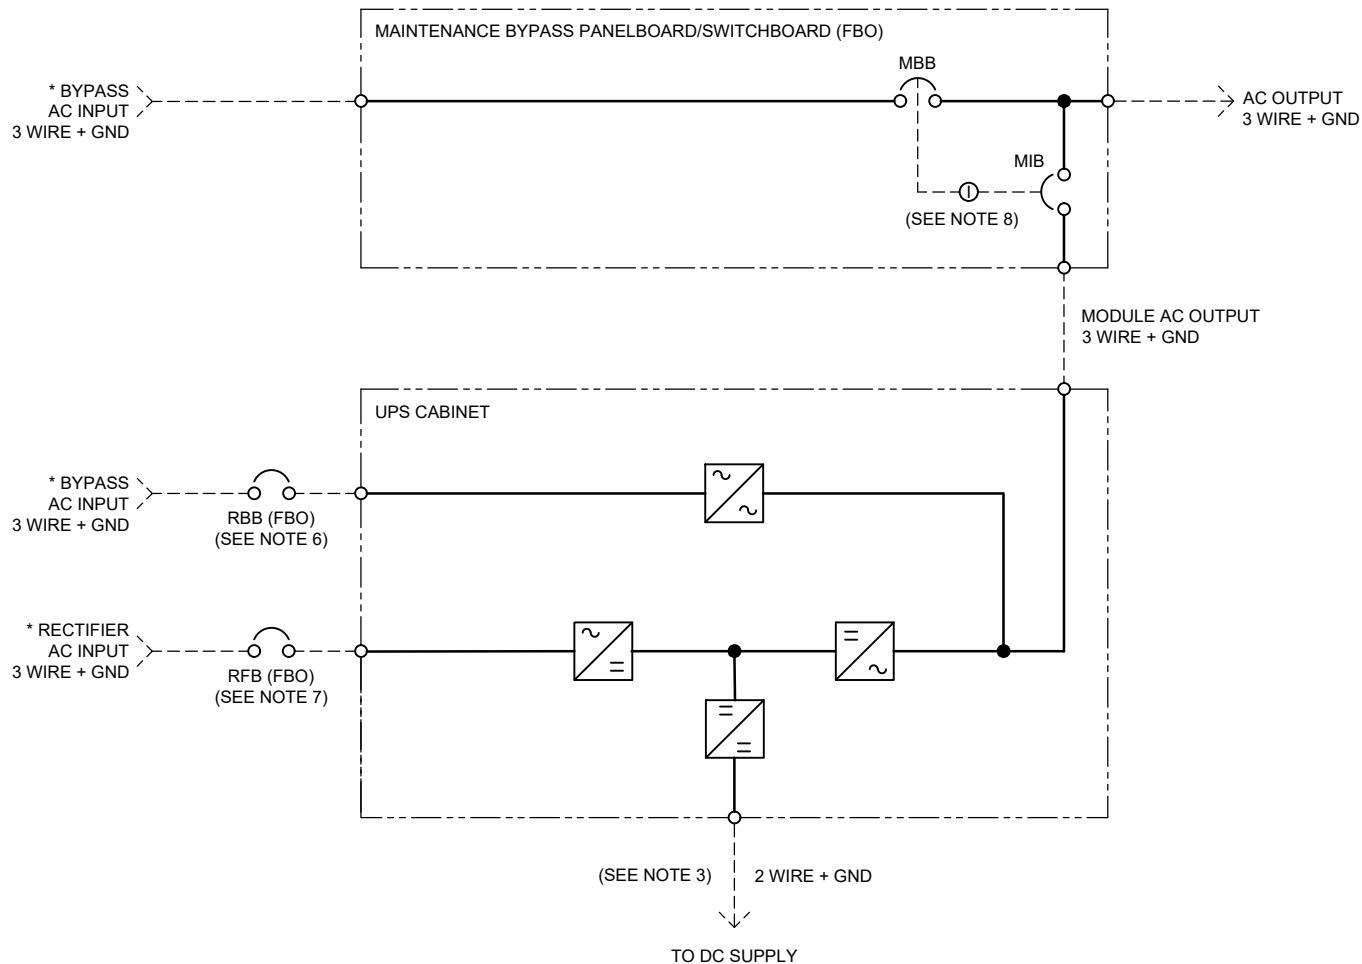 MAINTENANCE BYPASS PANELBOARD/SWITCHBOARD (FBO)
MBB
* BYPASS
AC INPUT
3 WIRE + GND
AC OUTPUT
3 WIRE + GND
MIB
(SEE NOTE 8)
MODULE AC OUTPUT
3 WIRE + GND
UPS CABINET
* BYPASS
AC INPUT
3 WIRE + GND
RBB (FBO)
(SEE NOTE 6)
* RECTIFIER
AC INPUT
3 WIRE + GND
RFB (FBO)
(SEE NOTE 7)
(SEE NOTE 3)
2 WIRE + GND
TO DC SUPPLY